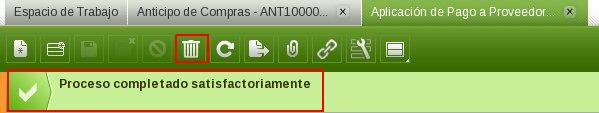 Espacio de Trabajo
Anticipo de Compras - ANT10000...
Aplicación de Pago a Proveedor...
Proceso completado satisfactoriamente